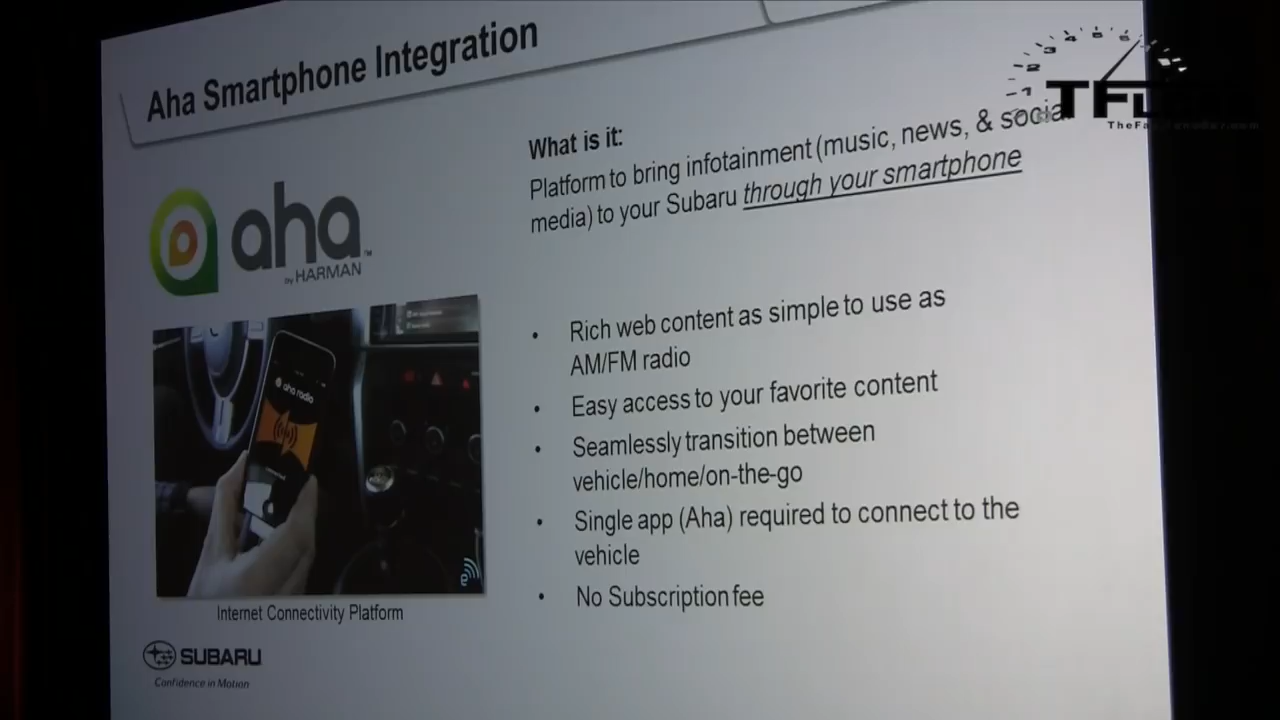 Aha Smartphone Integration
What is it:
Platform to bring infotainment (music, news, & social
media) to your Subaru through your smartphone
aha™
by HARMAN
aha radio
• Rich web content as simple to use as
AM/FM radio
• Easy access to your favorite content
• Seamlessly transition between
vehicle/home/on-the-go
• Single app (Aha) required to connect to the
vehicle
• No Subscription fee
Internet Connectivity Platform
SUBARU
Confidence in Motion